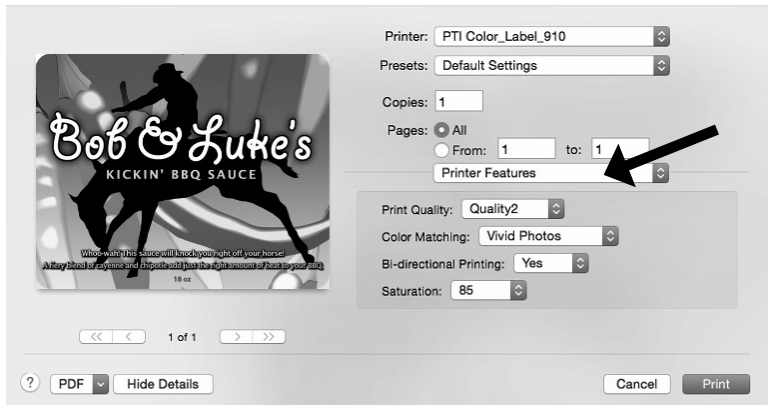 Printer: PTI Color_Label_910
Presets: Default Settings
Copies: 1
Pages: All
From: 1 to: 1
Printer Features
Print Quality: Quality2
Color Matching: Vivid Photos
Bi-directional Printing: Yes
Saturation: 85
Bob & Luke's
KICKIN' BBQ SAUCE
Whoo-wah! This sauce will knock you right off your horse!
A fiery blend of cayenne and chipotle add just the right amount of heat to your BBQ.
18 oz
<< < 1 of 1 > >>
? PDF Hide Details Cancel Print